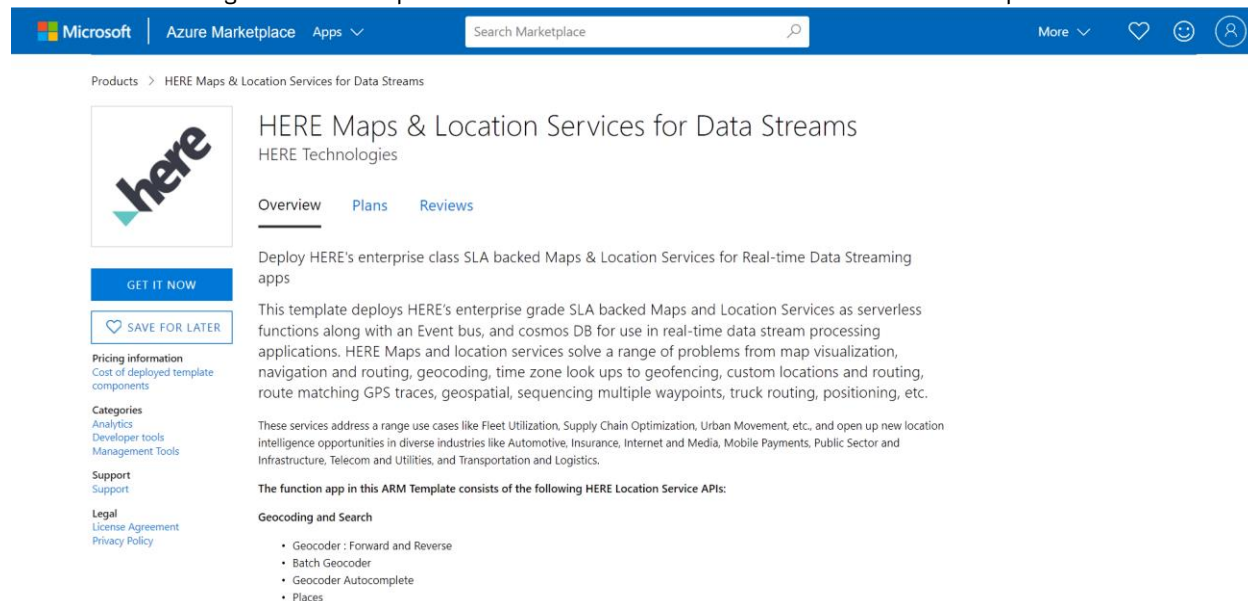 Microsoft
Azure Marketplace
Apps
Search Marketplace
More
Products > HERE Maps & Location Services for Data Streams
here
HERE Maps & Location Services for Data Streams
HERE Technologies
Overview Plans Reviews
GET IT NOW
SAVE FOR LATER
Pricing information
Cost of deployed template
components
Categories
Analytics
Developer tools
Management Tools
Support
Support
Legal
License Agreement
Privacy Policy
Deploy HERE's enterprise class SLA backed Maps & Location Services for Real-time Data Streaming
apps
This template deploys HERE's enterprise grade SLA backed Maps and Location Services as serverless
functions along with an Event bus, and cosmos DB for use in real-time data stream processing
applications. HERE Maps and location services solve a range of problems from map visualization,
navigation and routing, geocoding, time zone look ups to geofencing, custom locations and routing,
route matching GPS traces, geospatial, sequencing multiple waypoints, truck routing, positioning, etc.
These services address a range use cases like Fleet Utilization, Supply Chain Optimization, Urban Movement, etc., and open up new location
intelligence opportunities in diverse industries like Automotive, Insurance, Internet and Media, Mobile Payments, Public Sector and
Infrastructure, Telecom and Utilities, and Transportation and Logistics.
The function app in this ARM Template consists of the following HERE Location Service APIs:
Geocoding and Search
• Geocoder : Forward and Reverse
• Batch Geocoder
• Geocoder Autocomplete
• Places